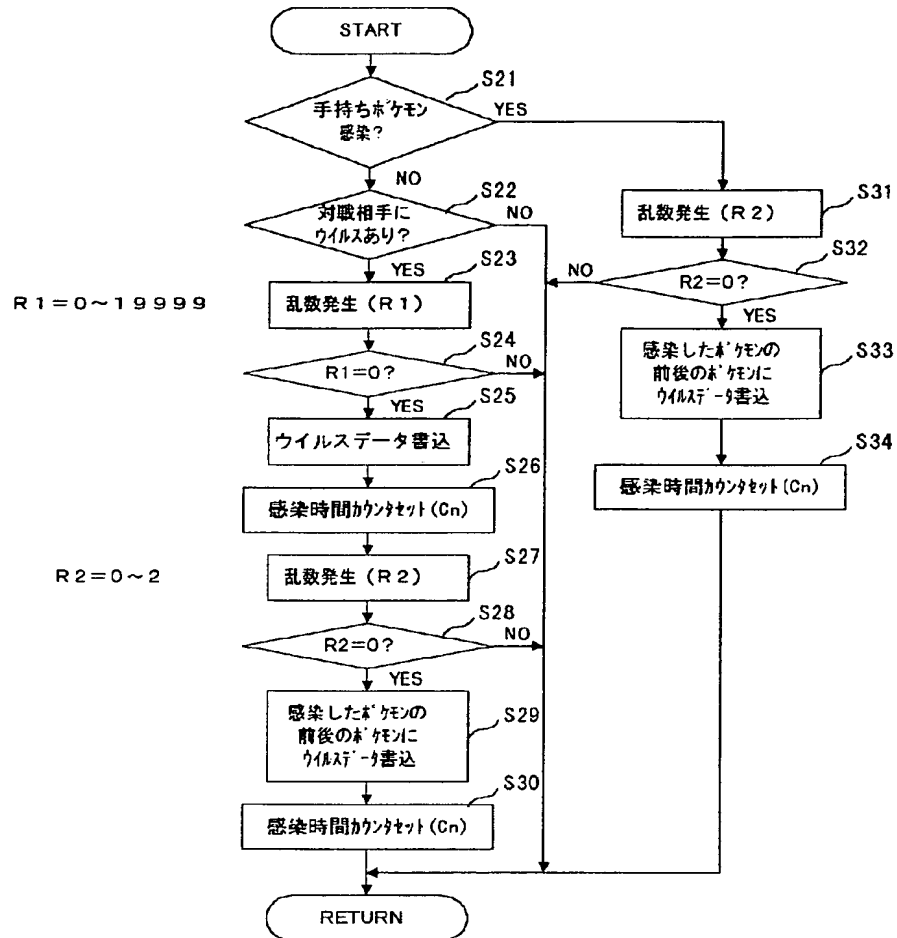 START
S21
手持ちポケモン
感染?
YES
NO
S22
対戦相手に
ウイルスあり?
NO
YES
S23
R1=0~19999
乱数発生(R1)
S24
R1=0?
NO
YES
S25
ウイルスデータ書込
S26
感染時間カウンタセット(Cn)
S27
R2=0~2
乱数発生(R2)
S28
R2=0?
NO
YES
S29
感染したポケモンの
前後のポケモンに
ウイルスデータ書込
S30
感染時間カウンタセット(Cn)
RETURN
S31
乱数発生(R2)
S32
NO
R2=0?
YES
S33
感染したポケモンの
前後のポケモンに
ウイルスデータ書込
S34
感染時間カウンタセット(Cn)